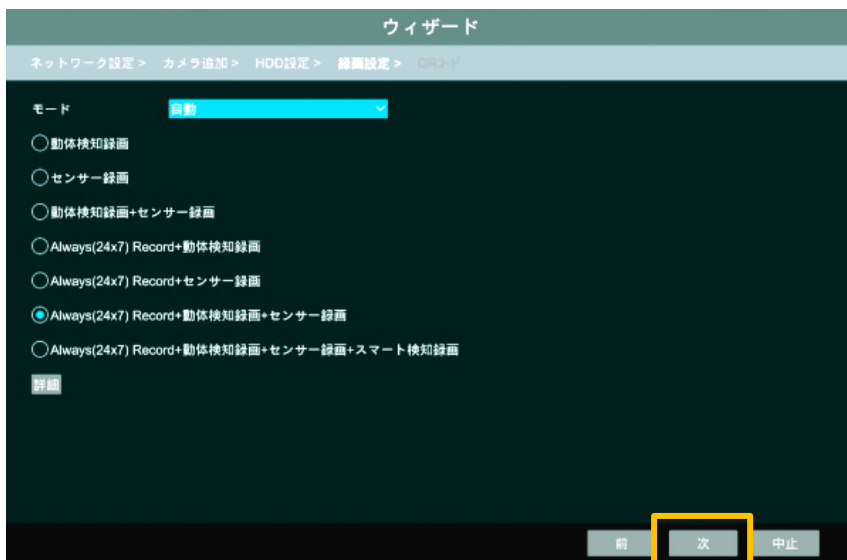 ウィザード
ネットワーク設定 > カメラ追加 > HDD設定 > 録画設定 > QRコード
モード 自動
動体検知録画
センサー録画
動体検知録画+センサー録画
Always(24x7) Record+動体検知録画
Always(24x7) Record+センサー録画
Always(24x7) Record+動体検知録画+センサー録画
Always(24x7) Record+動体検知録画+センサー録画+スマート検知録画
詳細
前 次 中止